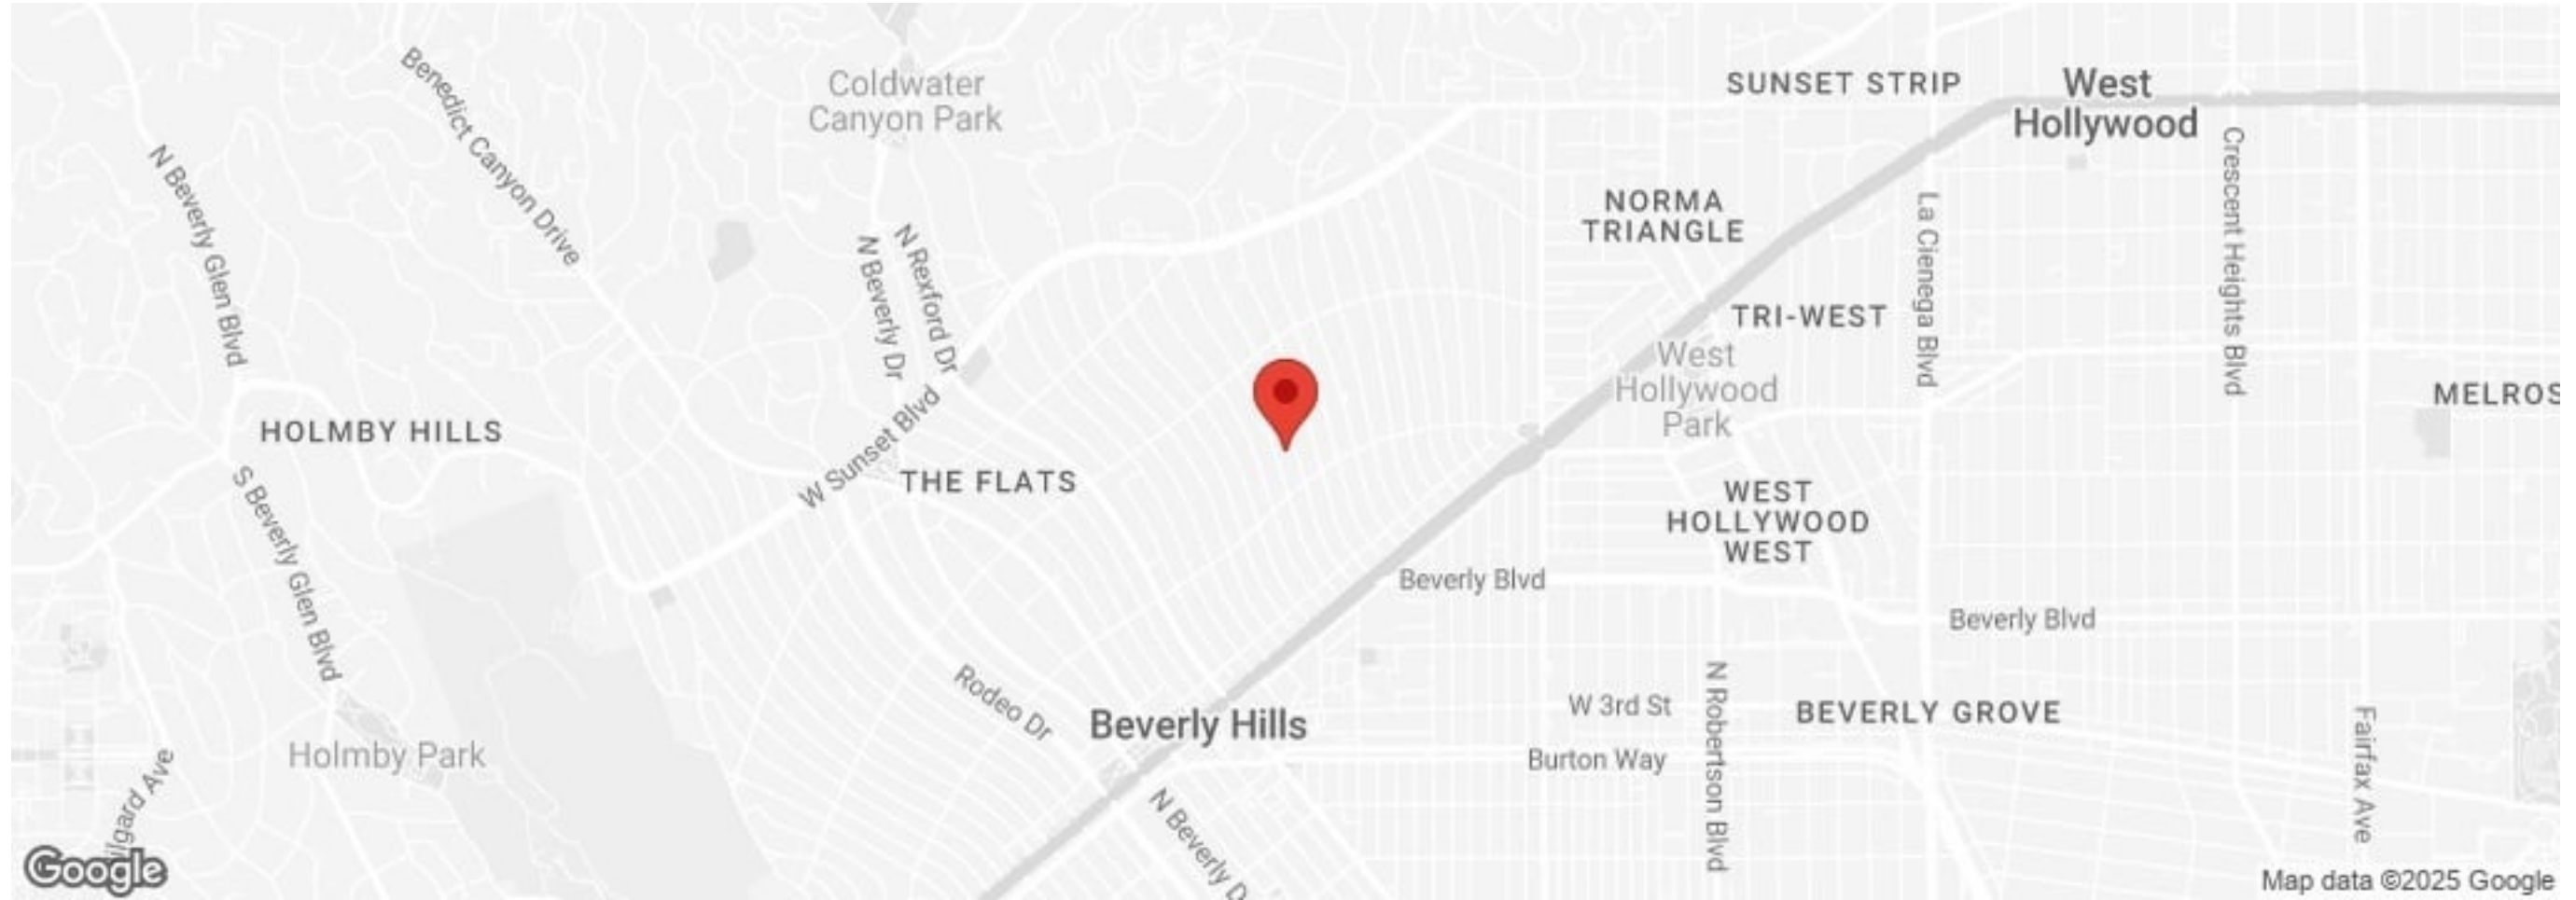 Benedict Canyon Drive
Coldwater
Canyon Park
SUNSET STRIP
West
Hollywood
N Beverly Glen Blvd
N Rexford Dr
N Beverly Dr
NORMA
TRIANGLE
La Cienega Blvd
Crescent Heights Blvd
TRI-WEST
West
Hollywood
Park
MELROS
HOLMBY HILLS
W Sunset Blvd
THE FLATS
S Beverly Glen Blvd
WEST
HOLLYWOOD
WEST
Beverly Blvd
Beverly Blvd
Rodeo Dr
Beverly Hills
W 3rd St
N Robertson Blvd
BEVERLY GROVE
Holmby Park
Burton Way
Fairfax Ave
ilgard Ave
N Beverly D
Google
Map data ©2025 Google